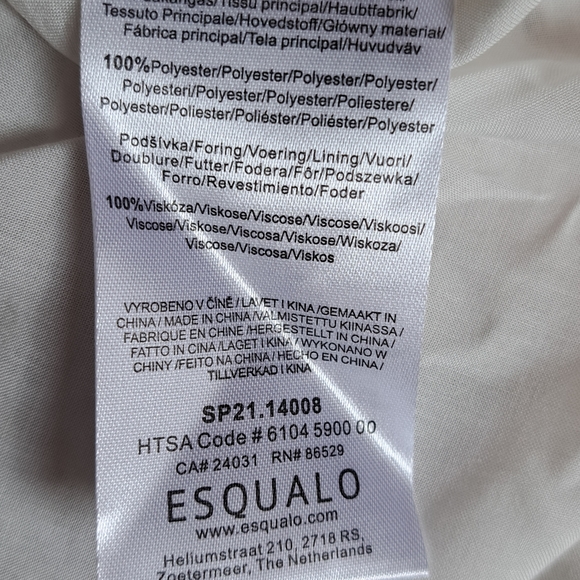 principal/Haubtfabrik/
Tessuto Principale/Hovedstoff/Główny materiał/
Fábrica principal/Tela principal/Huvudväv
100%Polyester/Polyester/Polyester/Polyester/
Polyesteri/Polyester/Polyester/Poliestere/
Polyester/Poliester/Poliéster/Poliéster/Polyester
Podšívka/Foring/Voering/Lining/Vuori/
Doublure/Futter/Fodera/Fôr/Podszewka/
Forro/Revestimiento/Foder
100%Viskóza/Viskose/Viscose/Viscose/Viskoosi/
Viscose/Viskose/Viscosa/Viskose/Wiskoza/
Viscose/Viscosa/Viskos
VYROBENO V ČÍNĚ / LAVET I KINA /GEMAAKT IN
CHINA / MADE IN CHINA /VALMISTETTU KIINASSA /
FABRIQUE EN CHINE /HERGESTELLT IN CHINA /
FATTO IN CINA /LAGET I KINA / WYKONANO W
CHINY /FEITO NA CHINA / HECHO EN CHINA /
TILLVERKAD I KINA
SP21.14008
HTSA Code # 6104 5900 00
CA# 24031 RN# 86529
ESQUALO
www.esqualo.com
Heliumstraat 210, 2718 RS,
Zoetermeer, The Netherlands